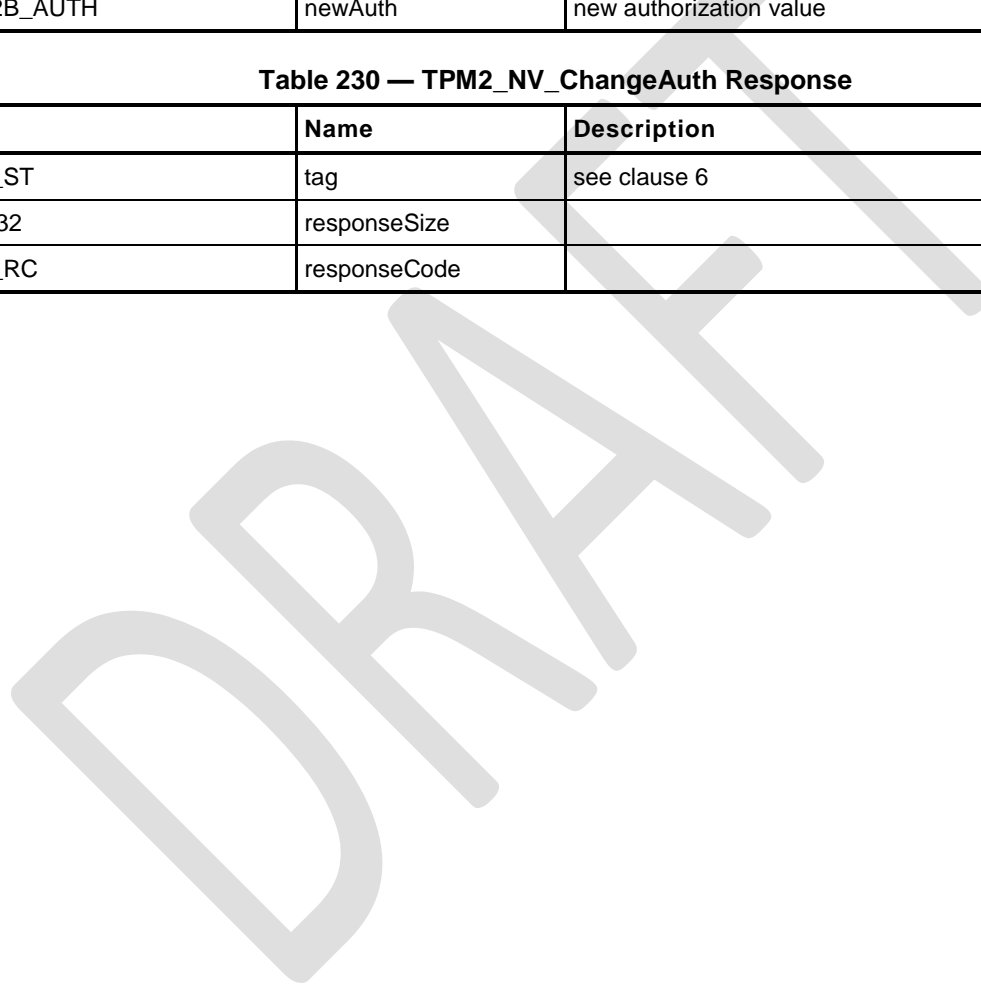 2B_AUTH newAuth new authorization value
Table 230 — TPM2_NV_ChangeAuth Response
Name Description
_ST tag see clause 6
32 responseSize
_RC responseCode
DRAFT